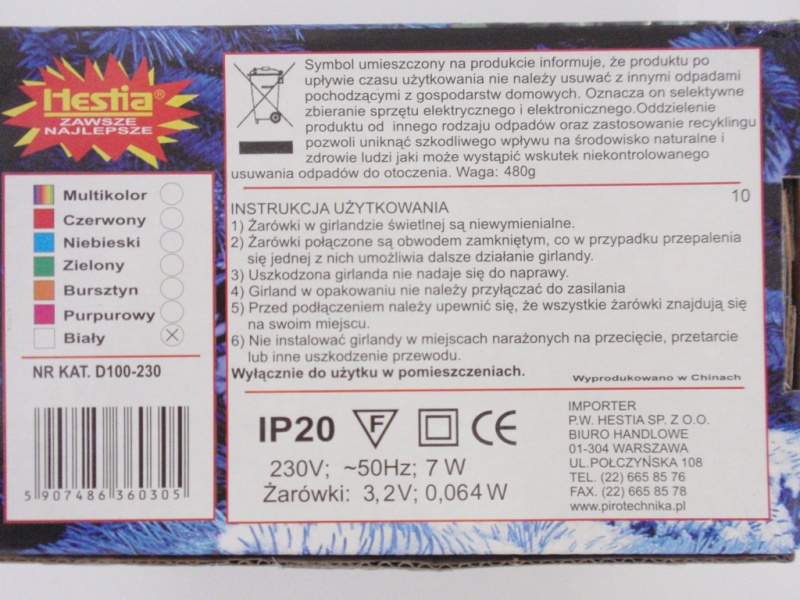 Hestia®
ZAWSZE
NAJLEPSZE
Multikolor
Czerwony
Niebieski
Zielony
Bursztyn
Purpurowy
Biały
NR KAT. D100-230
5 907486 360305
Symbol umieszczony na produkcie informuje, że produktu po
upływie czasu użytkowania nie należy usuwać z innymi odpadami
pochodzącymi z gospodarstw domowych. Oznacza on selektywne
zbieranie sprzętu elektrycznego i elektronicznego.Oddzielenie
produktu od innego rodzaju odpadów oraz zastosowanie recyklingu
pozwoli uniknąć szkodliwego wpływu na środowisko naturalne i
zdrowie ludzi jaki może wystąpić wskutek niekontrolowanego
usuwania odpadów do otoczenia. Waga: 480g
10
INSTRUKCJA UŻYTKOWANIA
1) Żarówki w girlandzie świetlnej są niewymienialne.
2) Żarówki połączone są obwodem zamkniętym, co w przypadku przepalenia
się jednej z nich umożliwia dalsze działanie girlandy.
3) Uszkodzona girlanda nie nadaje się do naprawy.
4) Girland w opakowaniu nie należy przyłączać do zasilania
5) Przed podłączeniem należy upewnić się, że wszystkie żarówki znajdują się
na swoim miejscu.
6) Nie instalować girlandy w miejscach narażonych na przecięcie, przetarcie
lub inne uszkodzenie przewodu.
Wyłącznie do użytku w pomieszczeniach.
Wyprodukowano w Chinach
IP20 F CE
230V; ~50Hz; 7 W
Żarówki: 3,2V; 0,064W
IMPORTER
P.W. HESTIA SP. Z O.O.
BIURO HANDLOWE
01-304 WARSZAWA
UL.POŁCZYŃSKA 108
TEL. (22) 665 85 76
FAX. (22) 665 85 78
www.pirotechnika.pl